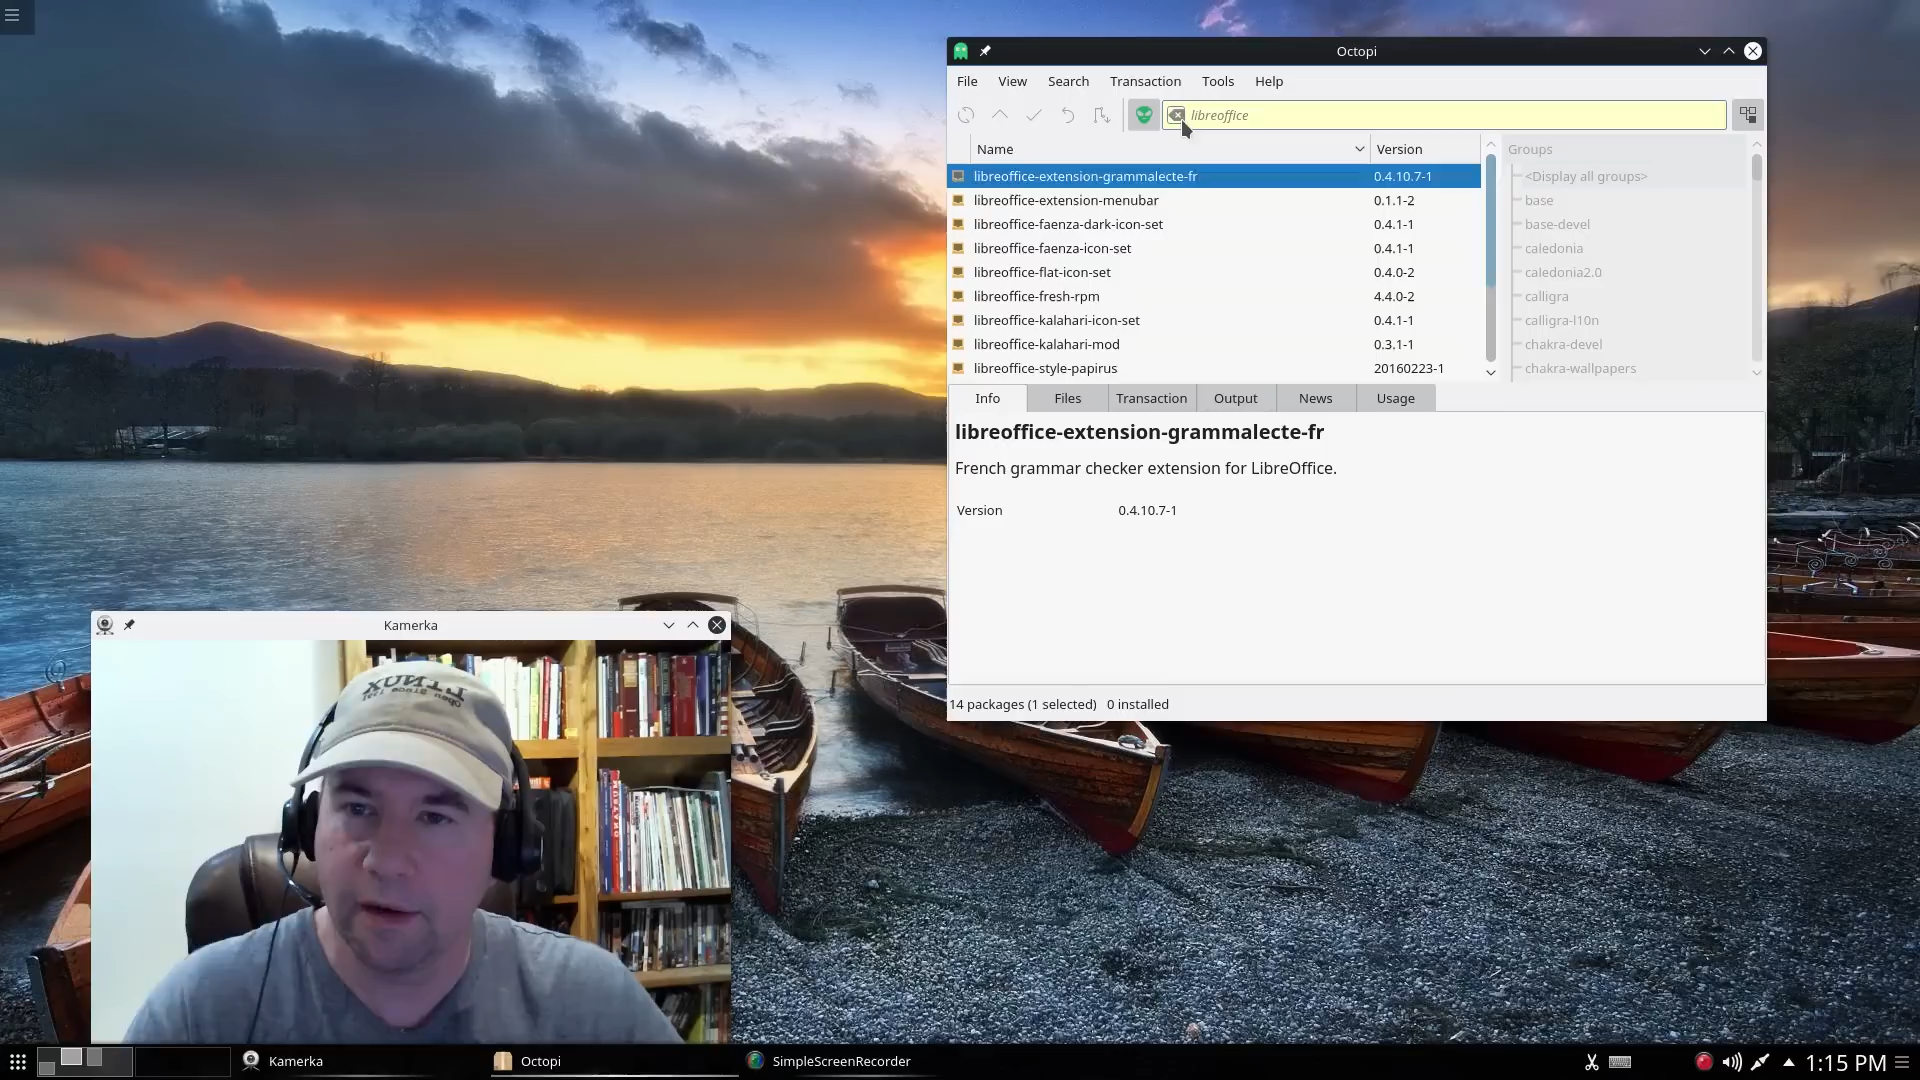 Octopi
File View Search Transaction Tools Help
libreoffice
Name Version
libreoffice-extension-grammalecte-fr 0.4.10.7-1
libreoffice-extension-menubar 0.1.1-2
libreoffice-faenza-dark-icon-set 0.4.1-1
libreoffice-faenza-icon-set 0.4.1-1
libreoffice-flat-icon-set 0.4.0-2
libreoffice-fresh-rpm 4.4.0-2
libreoffice-kalahari-icon-set 0.4.1-1
libreoffice-kalahari-mod 0.3.1-1
libreoffice-style-papirus 20160223-1
Groups
<Display all groups>
base
base-devel
caledonia
caledonia2.0
calligra
calligra-l10n
chakra-devel
chakra-wallpapers
Info Files Transaction Output News Usage
libreoffice-extension-grammalecte-fr
French grammar checker extension for LibreOffice.
Version 0.4.10.7-1
14 packages (1 selected) 0 installed
Kamerka
LINUX
Open Since 1991
Kamerka Octopi SimpleScreenRecorder 1:15 PM